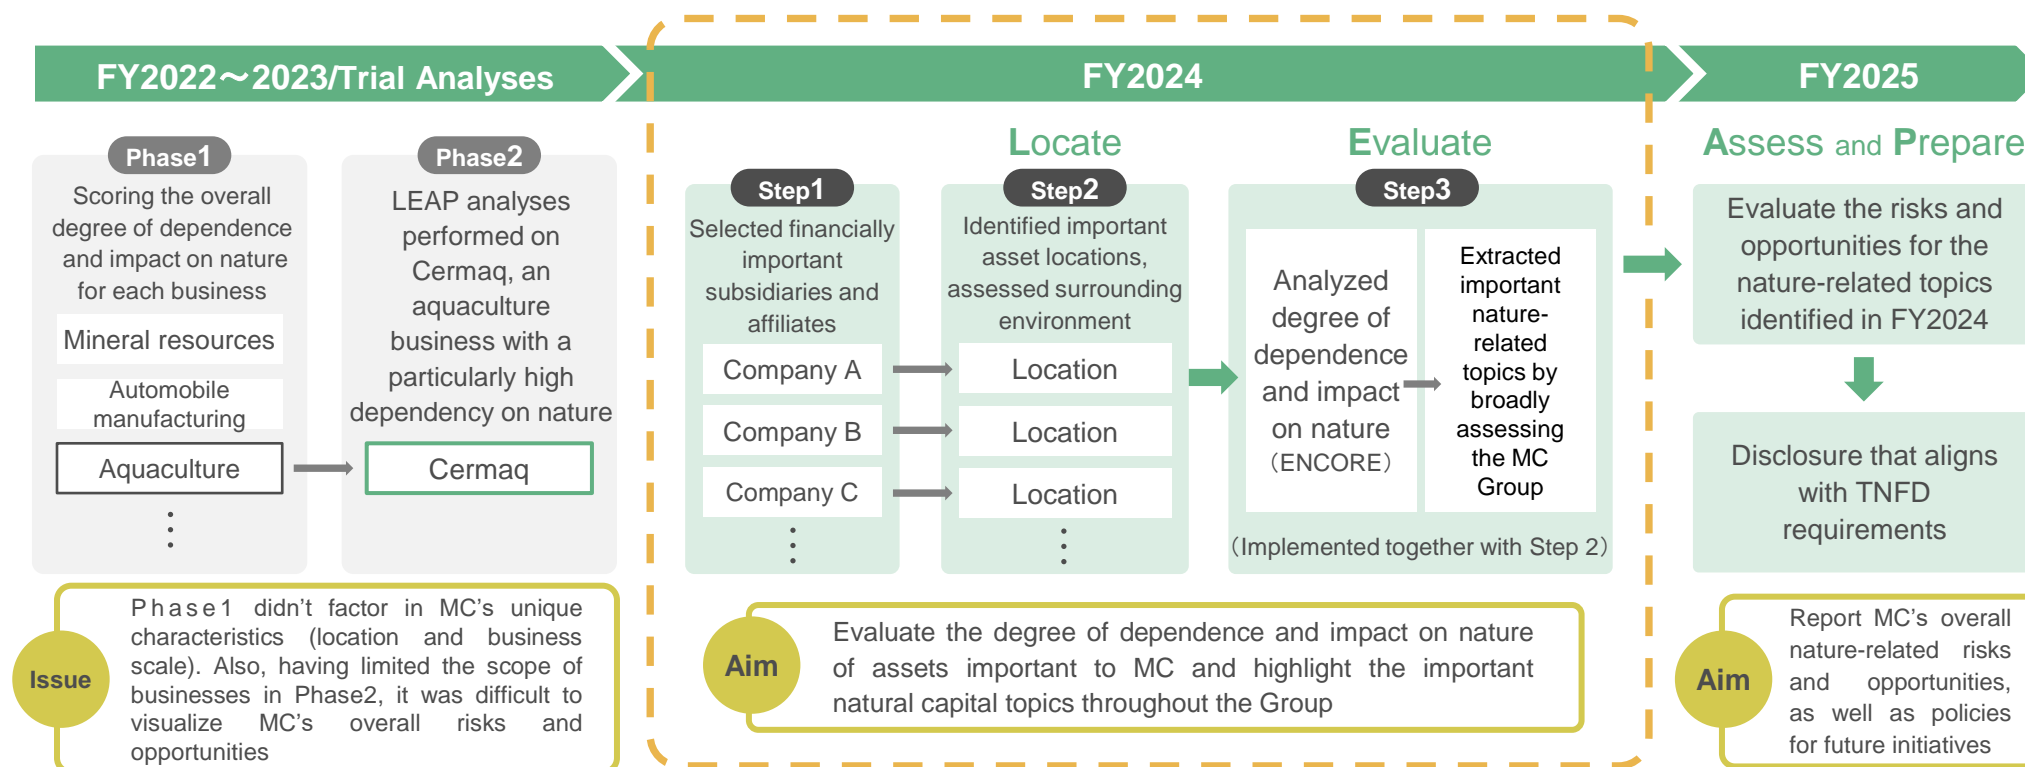 FY2022～2023/Trial Analyses
FY2024
FY2025
Phase1
Scoring the overall
degree of dependence
and impact on nature
for each business
Mineral resources
Automobile
manufacturing
Aquaculture
⋮
Phase2
LEAP analyses
performed on
Cermaq, an
aquaculture
business with a
particularly high
dependency on nature
Cermaq
Issue
Phase1 didn’t factor in MC’s unique
characteristics (location and business
scale). Also, having limited the scope of
businesses in Phase2, it was difficult to
visualize MC’s overall risks and
opportunities
Step1
Selected financially
important
subsidiaries and
affiliates
Company A
Company B
Company C
⋮
Locate
Step2
Identified important
asset locations,
assessed surrounding
environment
Location
Location
Location
⋮
Evaluate
Step3
Analyzed
degree of
dependence
and impact
on nature
（ENCORE）
Extracted
important
nature-
related
topics by
broadly
assessing
the MC
Group
（Implemented together with Step 2）
Aim
Evaluate the degree of dependence and impact on nature
of assets important to MC and highlight the important
natural capital topics throughout the Group
Assess and Prepare
Evaluate the risks and
opportunities for the
nature-related topics
identified in FY2024
Disclosure that aligns
with TNFD
requirements
Aim
Report MC’s overall
nature-related risks
and opportunities,
as well as policies
for future initiatives